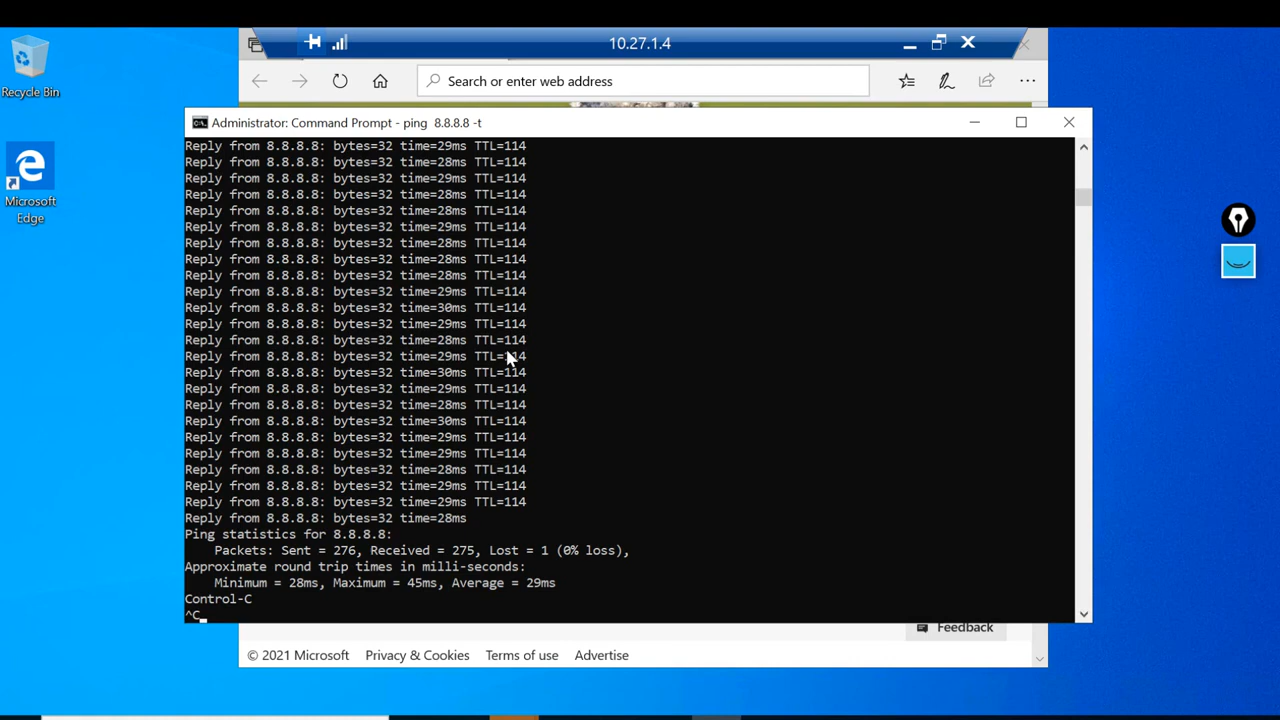 10.27.1.4
Recycle Bin
Search or enter web address
Administrator: Command Prompt - ping  8.8.8.8 -t
Reply from 8.8.8.8: bytes=32 time=29ms TTL=114
Reply from 8.8.8.8: bytes=32 time=28ms TTL=114
Reply from 8.8.8.8: bytes=32 time=29ms TTL=114
Reply from 8.8.8.8: bytes=32 time=28ms TTL=114
Reply from 8.8.8.8: bytes=32 time=28ms TTL=114
Reply from 8.8.8.8: bytes=32 time=29ms TTL=114
Reply from 8.8.8.8: bytes=32 time=28ms TTL=114
Reply from 8.8.8.8: bytes=32 time=28ms TTL=114
Reply from 8.8.8.8: bytes=32 time=28ms TTL=114
Reply from 8.8.8.8: bytes=32 time=29ms TTL=114
Reply from 8.8.8.8: bytes=32 time=30ms TTL=114
Reply from 8.8.8.8: bytes=32 time=29ms TTL=114
Reply from 8.8.8.8: bytes=32 time=28ms TTL=114
Reply from 8.8.8.8: bytes=32 time=29ms TTL=114
Reply from 8.8.8.8: bytes=32 time=30ms TTL=114
Reply from 8.8.8.8: bytes=32 time=29ms TTL=114
Reply from 8.8.8.8: bytes=32 time=28ms TTL=114
Reply from 8.8.8.8: bytes=32 time=30ms TTL=114
Reply from 8.8.8.8: bytes=32 time=29ms TTL=114
Reply from 8.8.8.8: bytes=32 time=29ms TTL=114
Reply from 8.8.8.8: bytes=32 time=28ms TTL=114
Reply from 8.8.8.8: bytes=32 time=29ms TTL=114
Reply from 8.8.8.8: bytes=32 time=29ms TTL=114
Reply from 8.8.8.8: bytes=32 time=28ms
Ping statistics for 8.8.8.8:
    Packets: Sent = 276, Received = 275, Lost = 1 (0% loss),
Approximate round trip times in milli-seconds:
    Minimum = 28ms, Maximum = 45ms, Average = 29ms
Control-C
^C
Microsoft
Edge
Feedback
© 2021 Microsoft Privacy & Cookies Terms of use Advertise